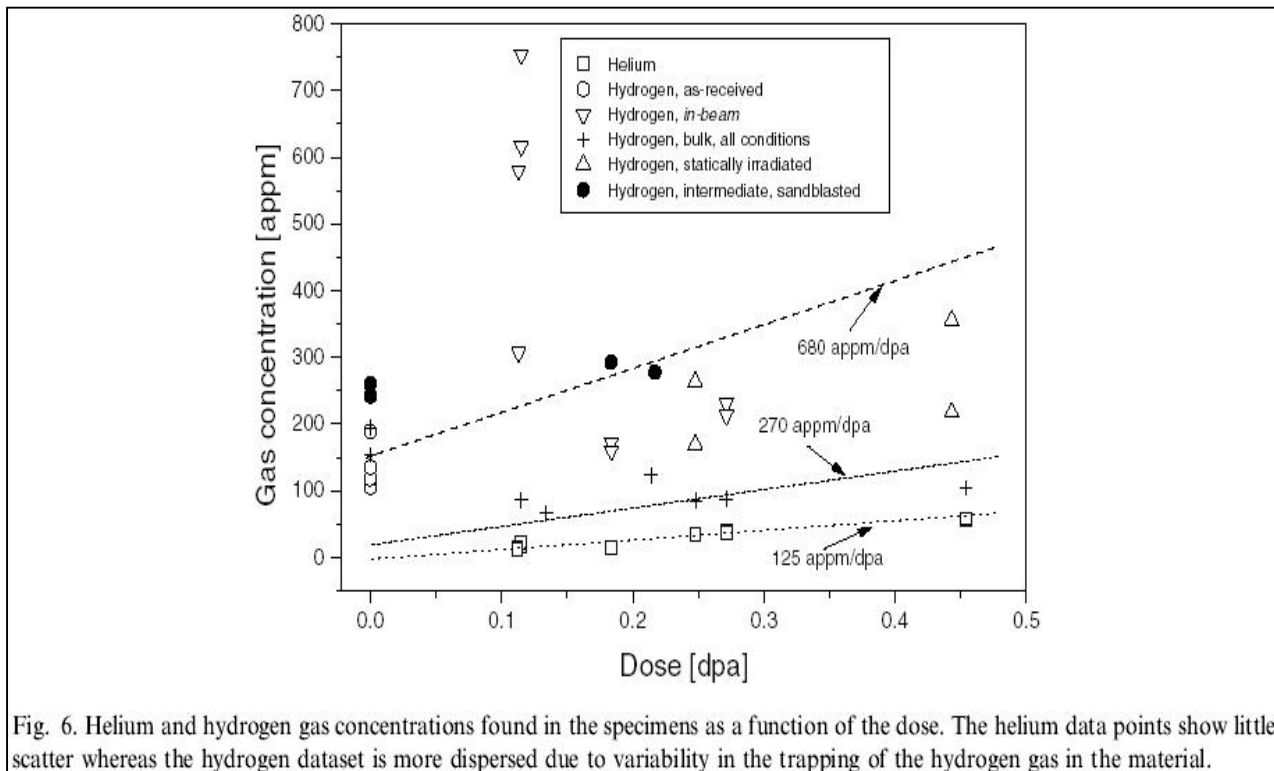 800
700
600
500
400
300
200
100
0
Gas concentration [appm]
Helium
Hydrogen, as-received
Hydrogen, in-beam
Hydrogen, bulk, all conditions
Hydrogen, statically irradiated
Hydrogen, intermediate, sandblasted
680 appm/dpa
270 appm/dpa
125 appm/dpa
0.0 0.1 0.2 0.3 0.4 0.5
Dose [dpa]
Fig. 6. Helium and hydrogen gas concentrations found in the specimens as a function of the dose. The helium data points show little
scatter whereas the hydrogen dataset is more dispersed due to variability in the trapping of the hydrogen gas in the material.